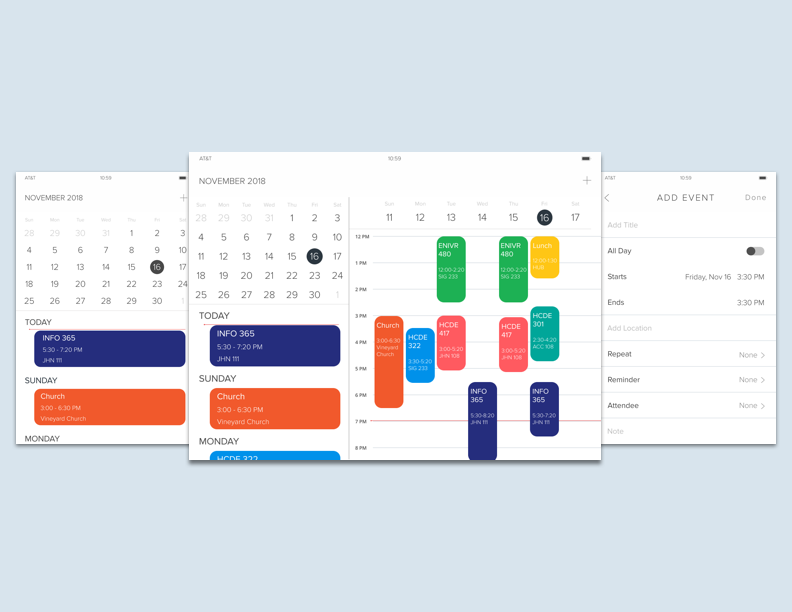 AT&T 10:59
NOVEMBER 2018 +
Sun Mon Tue Wed Thu Fri Sat
28 29 30 31 1 2 3
4 5 6 7 8 9 10
11 12 13 14 15 16 17
18 19 20 21 22 23 24
25 26 27 28 29 30 1
TODAY
INFO 365
5:30 - 7:20 PM
JHN 111
SUNDAY
Church
3:00 - 6:30 PM
Vineyard Church
MONDAY
AT&T 10:59
NOVEMBER 2018 +
Sun Mon Tue Wed Thu Fri Sat
28 29 30 31 1 2 3
4 5 6 7 8 9 10
11 12 13 14 15 16 17
18 19 20 21 22 23 24
25 26 27 28 29 30 1
TODAY
INFO 365
5:30 - 7:20 PM
JHN 111
SUNDAY
Church
3:00 - 6:30 PM
Vineyard Church
MONDAY
HCDE 322
Sun Mon Tue Wed Thu Fri Sat
11 12 13 14 15 16 17
12 PM
1 PM
2 PM
3 PM
4 PM
5 PM
6 PM
7 PM
8 PM
Church
3:00-6:30
Vineyard
Church
HCDE
322
3:30-5:20
SIG 233
ENIVR
480
12:00-2:20
SIG 233
HCDE
417
3:00-5:20
JHN 111
INFO
365
5:30-8:20
JHN 111
ENIVR
480
12:00-2:20
SIG 233
HCDE
417
3:00-5:20
JHN 111
Lunch
HCDE
301
2:30-4:20
ACC 108
INFO
365
5:30-7:20
JHN 111
AT&T 10:59
ADD EVENT Done
Add Title
All Day
Starts Friday, Nov 16 3:30 PM
Ends 3:30 PM
Add Location
Repeat None
Reminder None
Attendee None
Note